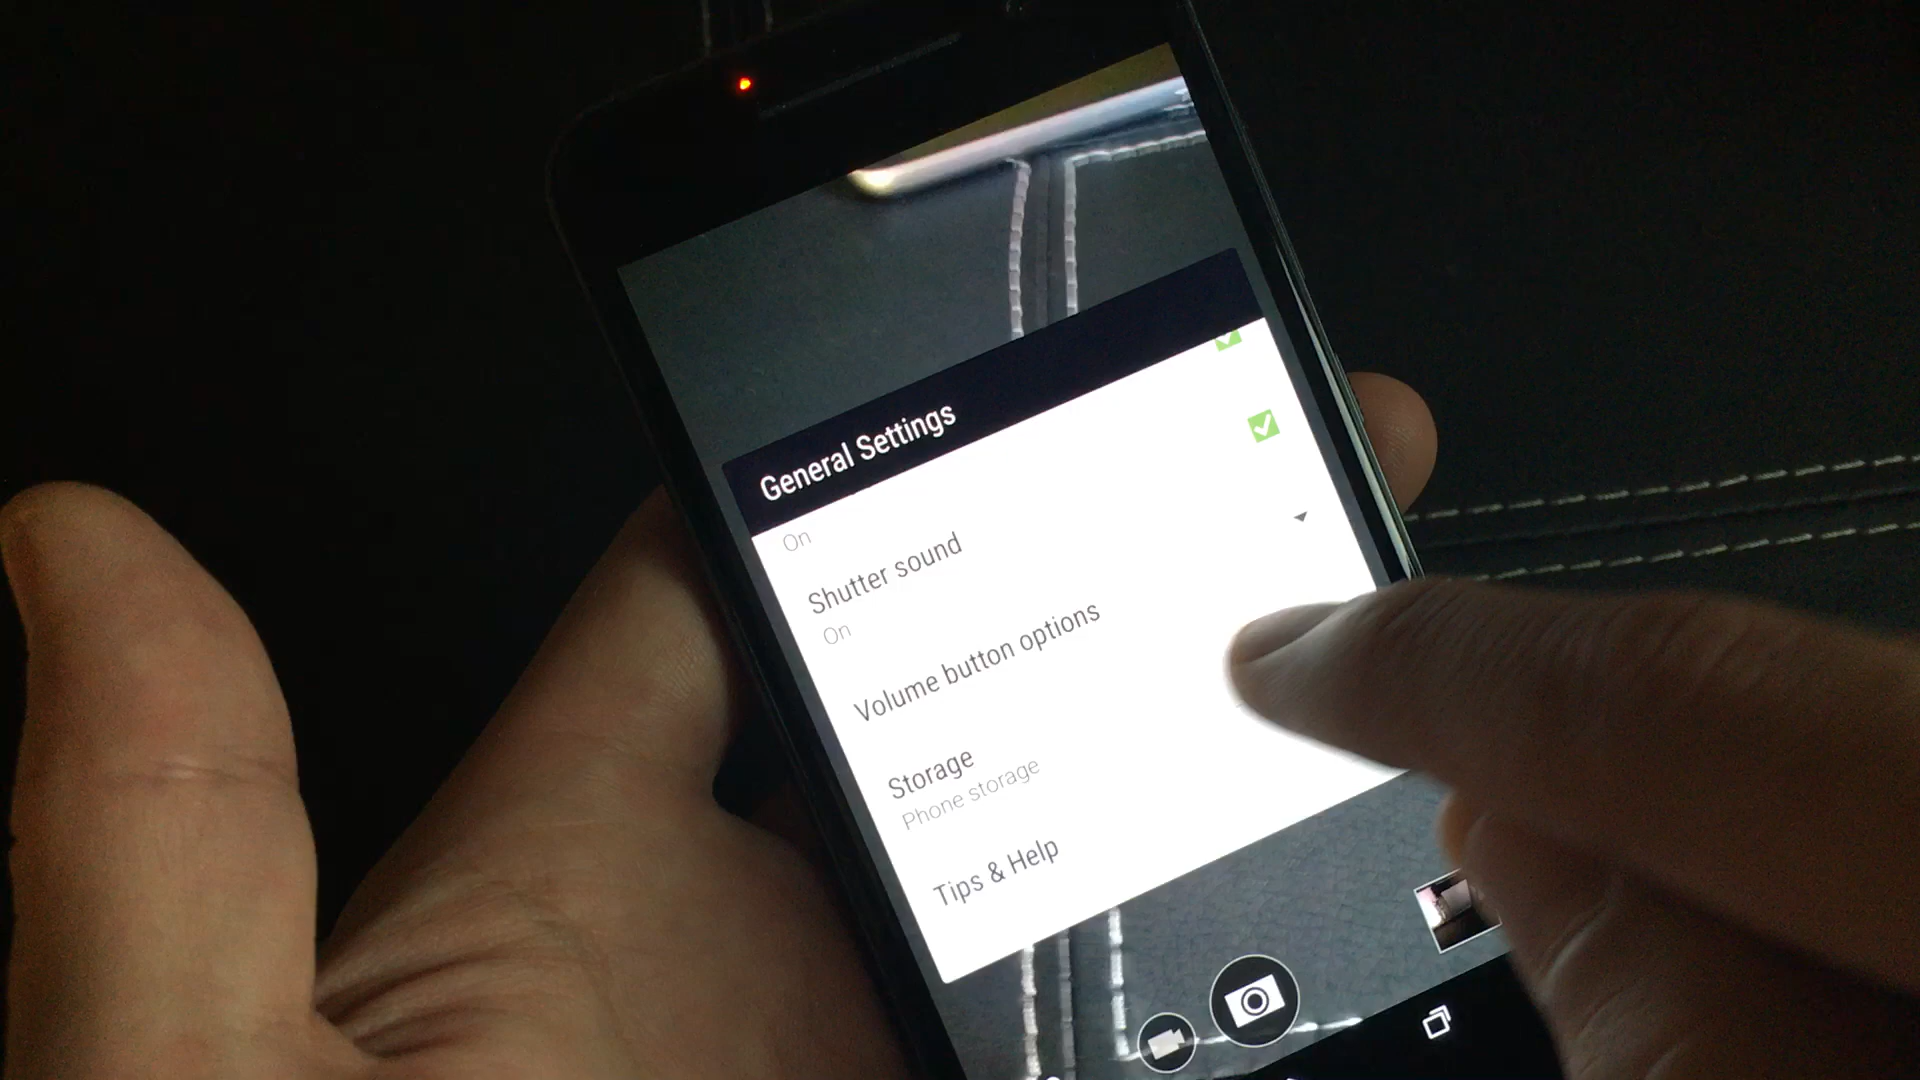 General Settings
On
Shutter sound
On
Volume button options
Storage
Phone storage
Tips & Help